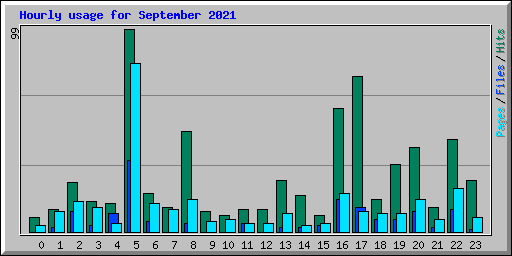 Hourly usage for September 2021
99
Pages/Files/Hits
0 1 2 3 4 5 6 7 8 9 10 11 12 13 14 15 16 17 18 19 20 21 22 23